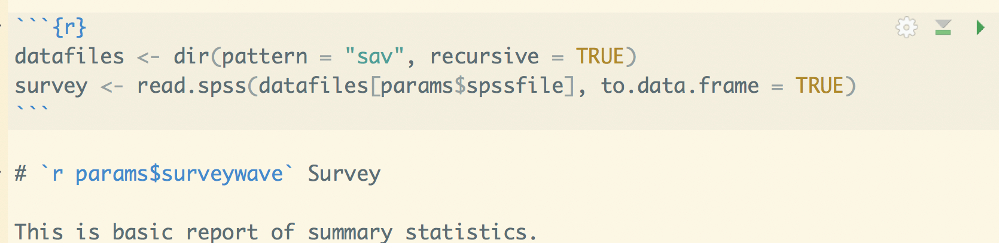 ```{r}
datafiles <- dir(pattern = "sav", recursive = TRUE)
survey <- read.spss(datafiles[params$spssfile], to.data.frame = TRUE)
```
# `r params$surveywave` Survey
This is basic report of summary statistics.